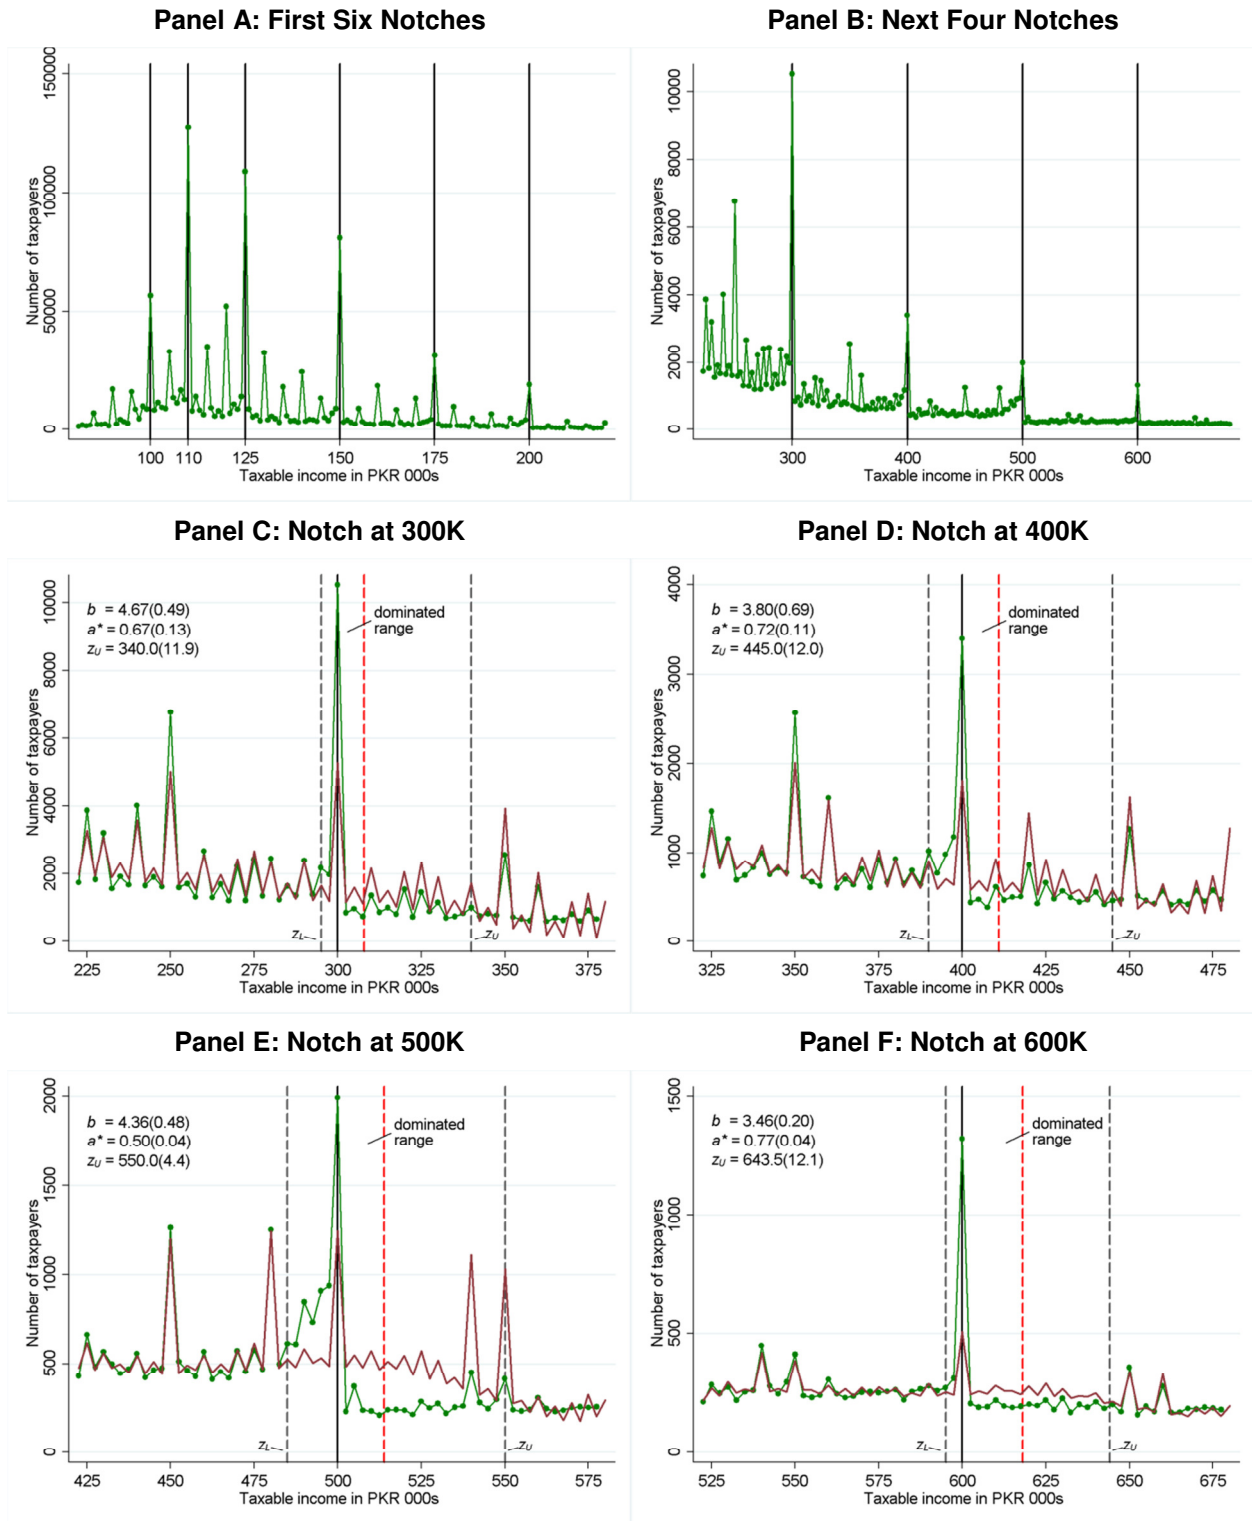 Panel A: First Six Notches
Number of taxpayers
150000
100000
50000
0
100 110 125 150 175 200
Taxable income in PKR 000s
Panel B: Next Four Notches
Number of taxpayers
10000
8000
6000
4000
2000
0
300 400 500 600
Taxable income in PKR 000s
Panel C: Notch at 300K
Number of taxpayers
10000
8000
6000
4000
2000
0
b = 4.67(0.49)
a* = 0.67(0.13)
zU = 340.0(11.9)
dominated
range
zL
zU
225 250 275 300 325 350 375
Taxable income in PKR 000s
Panel D: Notch at 400K
Number of taxpayers
4000
3000
2000
1000
0
b = 3.80(0.69)
a* = 0.72(0.11)
zU = 445.0(12.0)
dominated
range
zL
zU
325 350 375 400 425 450 475
Taxable income in PKR 000s
Panel E: Notch at 500K
Number of taxpayers
2000
1500
1000
500
0
b = 4.36(0.48)
a* = 0.50(0.04)
zU = 550.0(4.4)
dominated
range
zL
zU
425 450 475 500 525 550 575
Taxable income in PKR 000s
Panel F: Notch at 600K
Number of taxpayers
1500
1000
500
0
b = 3.46(0.20)
a* = 0.77(0.04)
zU = 643.5(12.1)
dominated
range
zL
zU
525 550 575 600 625 650 675
Taxable income in PKR 000s